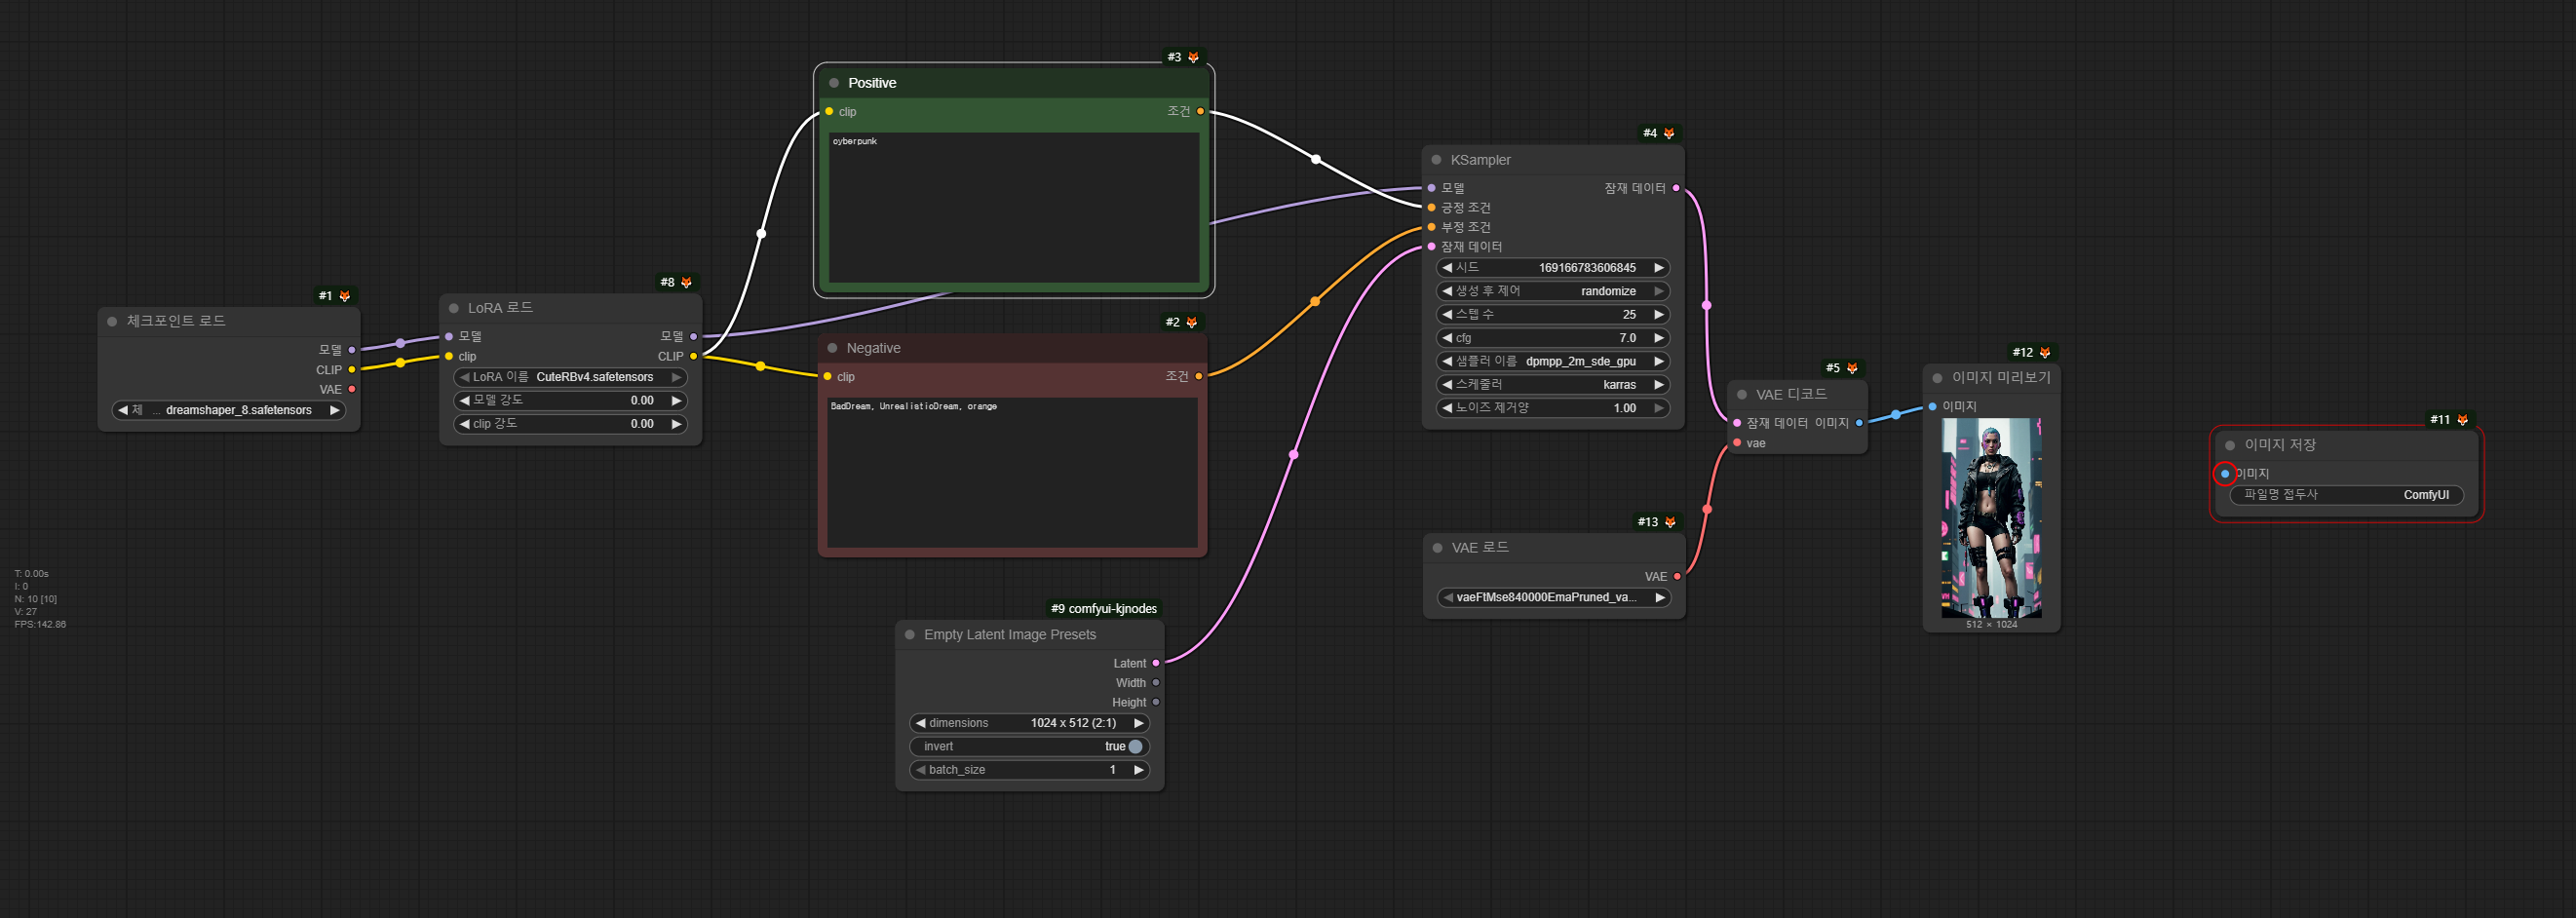 #1
체크포인트 로드
모델
CLIP
VAE
체 ... dreamshaper_8.safetensors
#8
LoRA 로드
모델 모델
clip CLIP
LoRA 이름 CuteRBv4.safetensors
모델 강도 0.00
clip 강도 0.00
#3
Positive
clip 조건
cyberpunk
#2
Negative
clip 조건
BadDream, UnrealisticDream, orange
#9 comfyui-kjnodes
Empty Latent Image Presets
Latent
Width
Height
dimensions 1024 x 512 (2:1)
invert true
batch_size 1
#4
KSampler
모델 잠재 데이터
긍정 조건
부정 조건
잠재 데이터
시드 169166783606845
생성 후 제어 randomize
스텝 수 25
cfg 7.0
샘플러 이름 dpmpp_2m_sde_gpu
스케줄러 karras
노이즈 제거양 1.00
#13
VAE 로드
VAE
vaeFtMse840000EmaPruned_va...
#5
VAE 디코드
잠재 데이터 이미지
vae
#12
이미지 미리보기
이미지
512 × 1024
#11
이미지 저장
이미지
파일명 접두사 ComfyUI
T: 0.00s
I: 0
N: 10 [10]
V: 27
FPS:142.86